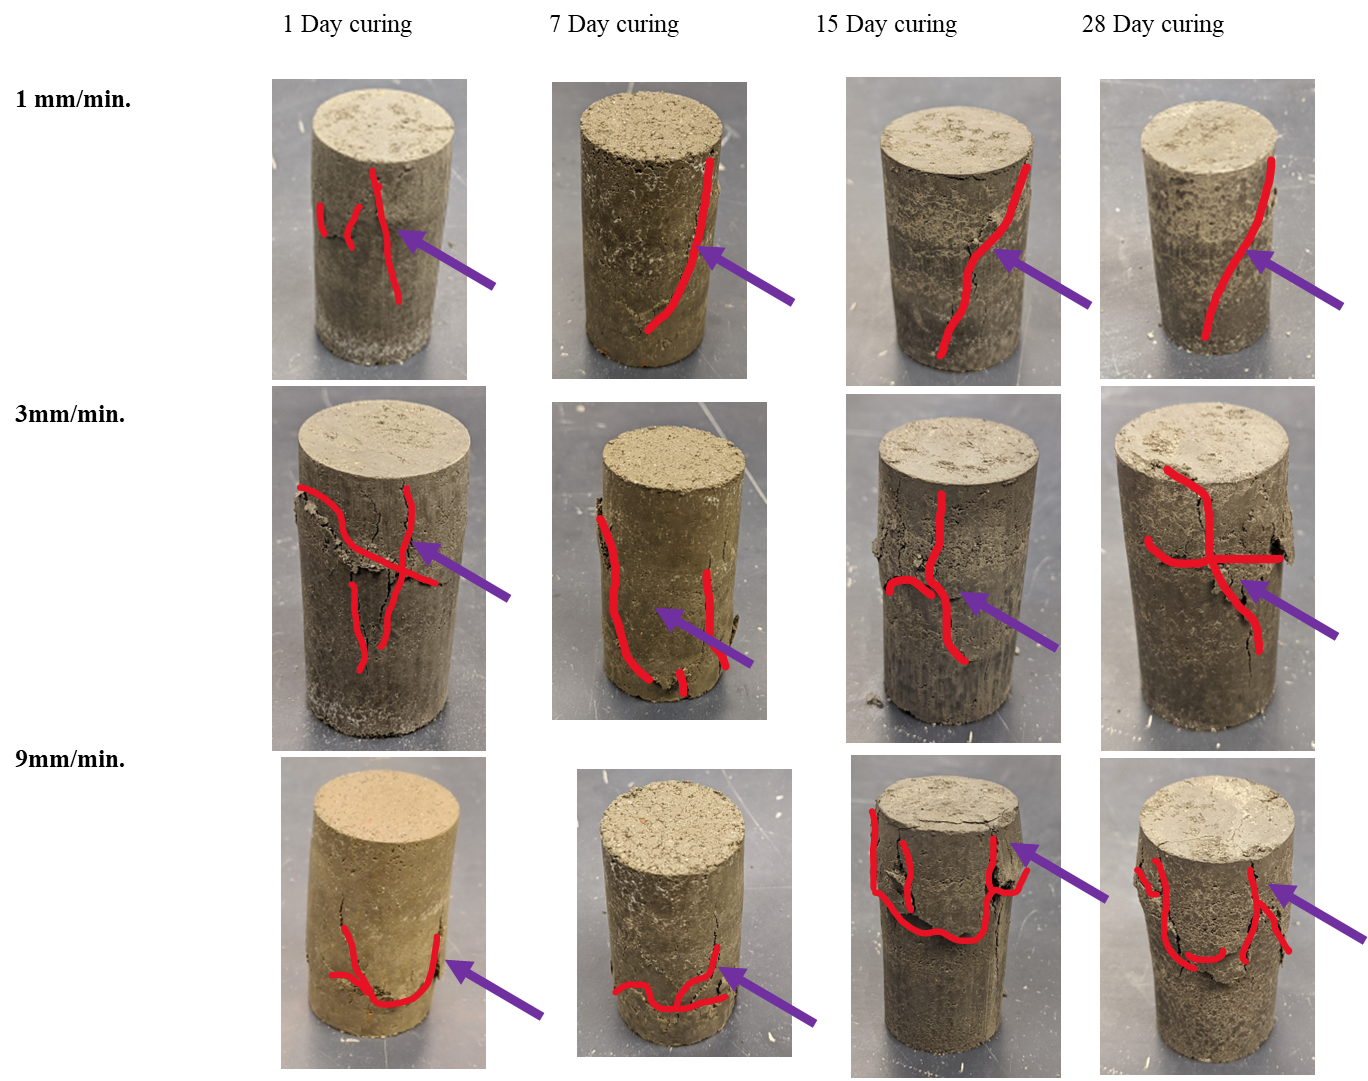 1 Day curing 7 Day curing 15 Day curing 28 Day curing
1 mm/min.
3mm/min.
9mm/min.